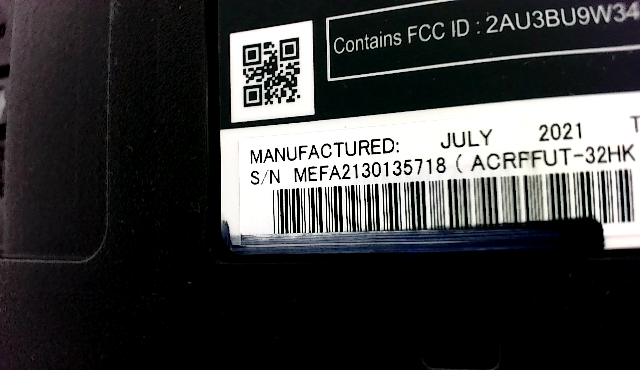 Contains FCC ID : 2AU3BU9W34
MANUFACTURED: JULY 2021
S/N MEFA2130135718 ( ACRFFUT-32HK